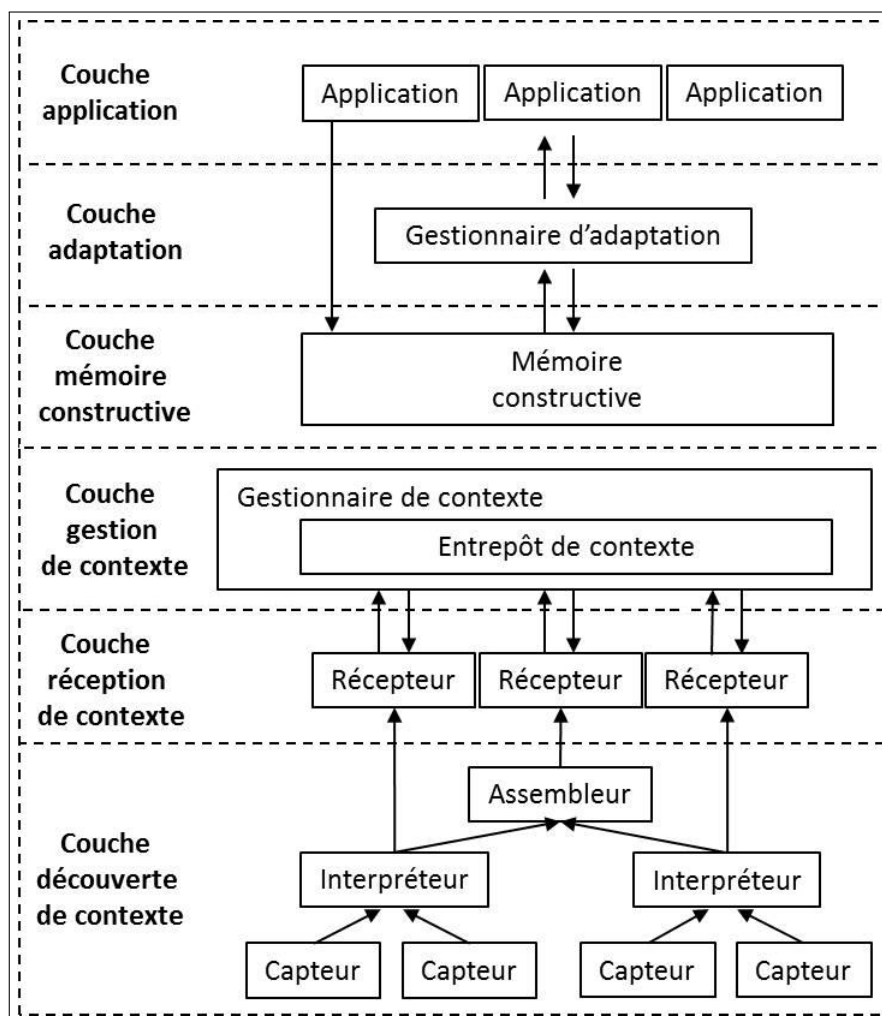 Couche
application
Application
Application
Application
Couche
adaptation
Gestionnaire d'adaptation
Couche
mémoire
constructive
Mémoire
constructive
Couche
gestion
de contexte
Gestionnaire de contexte
Entrepôt de contexte
Couche
réception
de contexte
Récepteur
Récepteur
Récepteur
Couche
découverte
de contexte
Assembleur
Interpréteur
Interpréteur
Capteur
Capteur
Capteur
Capteur